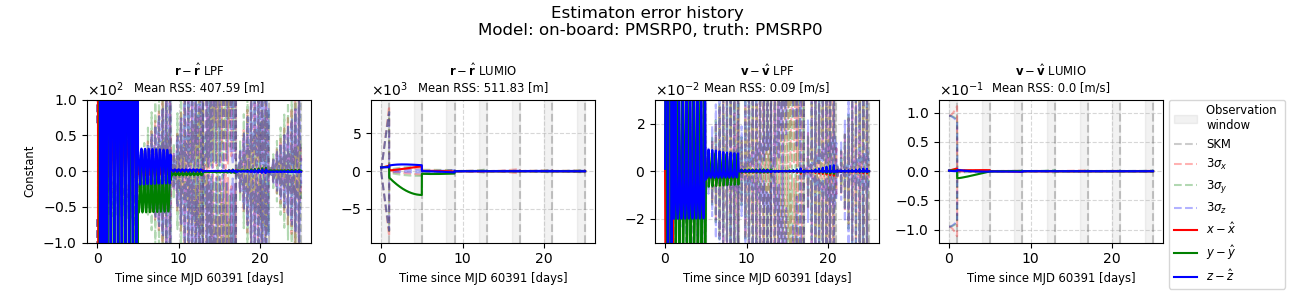 Estimaton error history
Model: on-board: PMSRP0, truth: PMSRP0
r − r̂ LPF
×10² Mean RSS: 407.59 [m]
r − r̂ LUMIO
×10³ Mean RSS: 511.83 [m]
v − v̂ LPF
×10⁻² Mean RSS: 0.09 [m/s]
v − v̂ LUMIO
×10⁻¹ Mean RSS: 0.0 [m/s]
Constant
1.0
0.5
0.0
−0.5
−1.0
0 10 20
Time since MJD 60391 [days]
5
0
−5
0 10 20
Time since MJD 60391 [days]
2
0
−2
0 10 20
Time since MJD 60391 [days]
1.0
0.5
0.0
−0.5
−1.0
0 10 20
Time since MJD 60391 [days]
Observation
window
SKM
3σₓ
3σᵧ
3σ_z
x − x̂
y − ŷ
z − ẑ